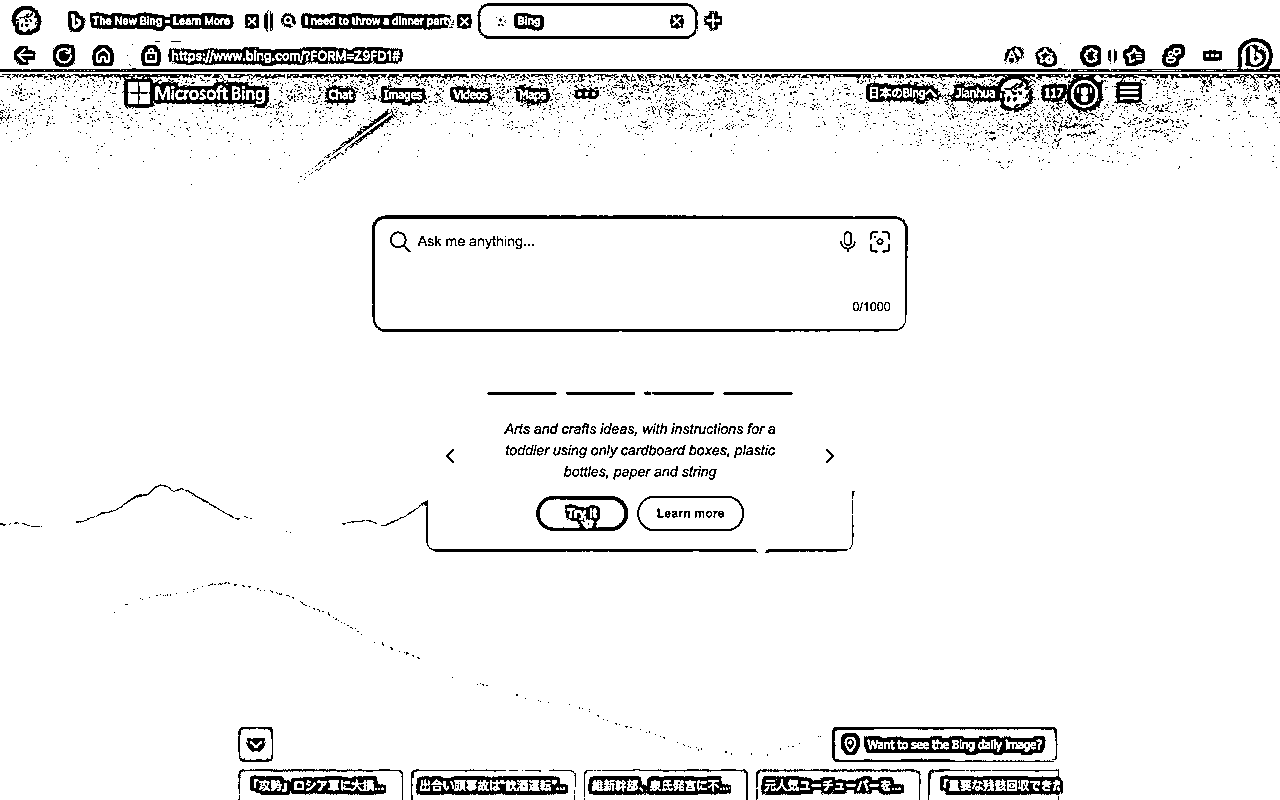 The New Bing - Learn More
I need to throw a dinner party
Bing
https://www.bing.com/?FORM=Z9FD1#
Microsoft Bing
Chat
Images
Videos
Maps
日本のBingへ
Jianhua
117
Ask me anything...
0/1000
Arts and crafts ideas, with instructions for a
toddler using only cardboard boxes, plastic
bottles, paper and string
Try it
Learn more
Want to see the Bing daily image?
「攻勢」ロシア軍に大損...
出合い頭事故は"飲酒運転"...
維新幹部、泉氏発言に不...
元人気ユーチューバーを...
「重要な残骸回収できた